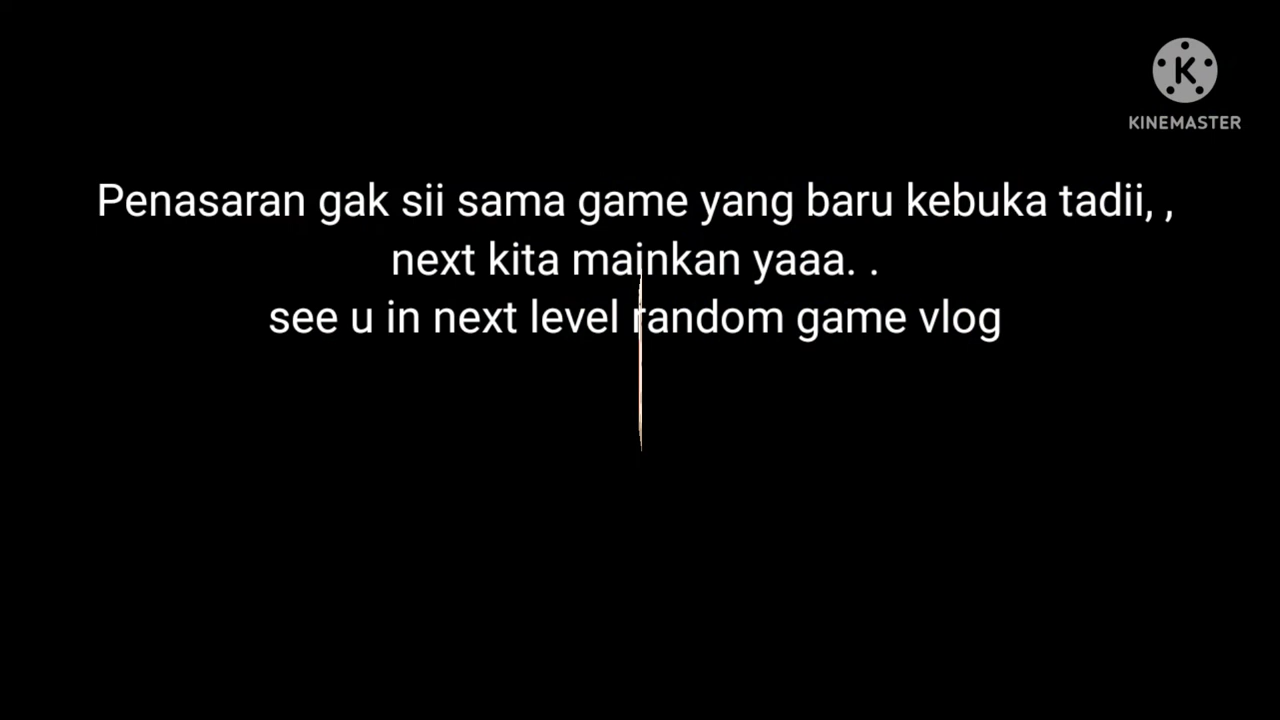 K
KINEMASTER
Penasaran gak sii sama game yang baru kebuka tadii, ,
next kita mainkan yaaa. .
see u in next level random game vlog